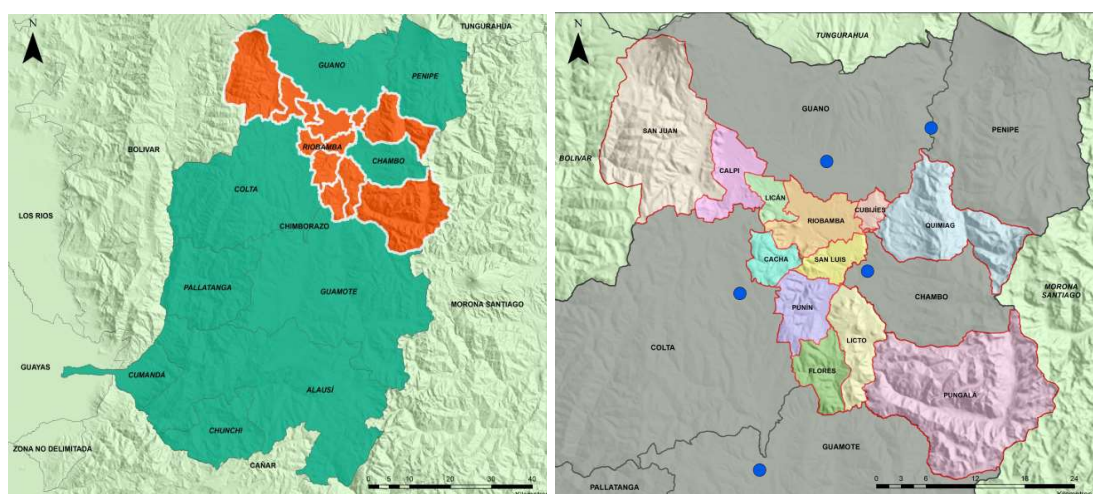 N
TUNGURAHUA
GUANO
PENIPE
BOLIVAR
RIOBAMBA
CHAMBO
COLTA
LOS RIOS
CHIMBORAZO
PALLATANGA
GUAMOTE
MORONA SANTIAGO
GUAYAS
CUMANDÁ
ALAUSÍ
CHUNCHI
ZONA NO DELIMITADA
CAÑAR
0 5 10 20 30 40
N
TUNGURAHUA
GUANO
SAN JUAN
PENIPE
BOLIVAR
CALPI
LICÁN
RIOBAMBA
CUBIJÍES
QUIMIAG
CACHA
SAN LUIS
MORONA
SANTIAGO
CHAMBO
PUNÍN
COLTA
LICTO
FLORES
PUNGALÁ
GUAMOTE
PALLATANGA
0 3 6 12 18 24